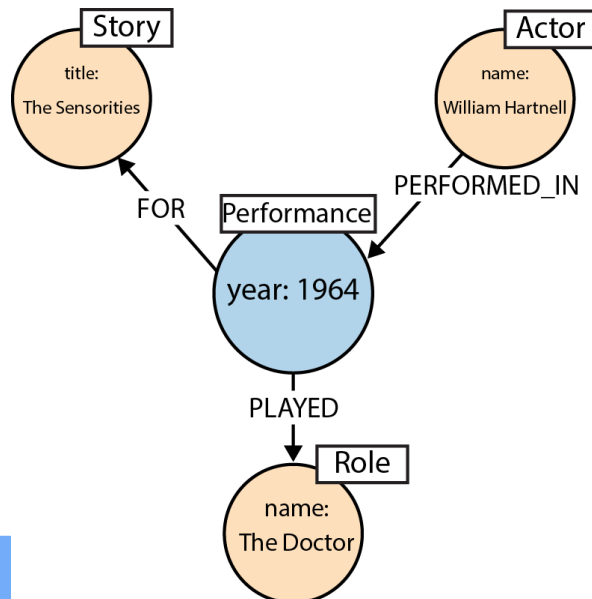 Story
title:
The Sensorities
Actor
name:
William Hartnell
FOR
PERFORMED_IN
Performance
year: 1964
PLAYED
Role
name:
The Doctor